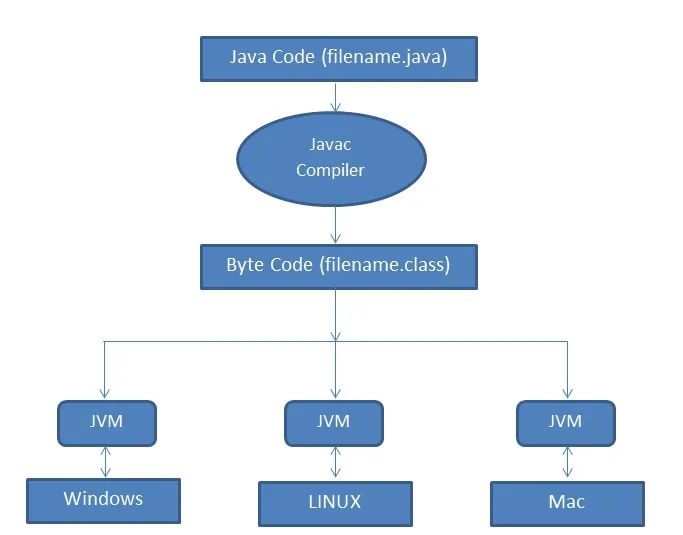 Java Code (filename.java)
Javac
Compiler
Byte Code (filename.class)
JVM
JVM
JVM
Windows
LINUX
Mac